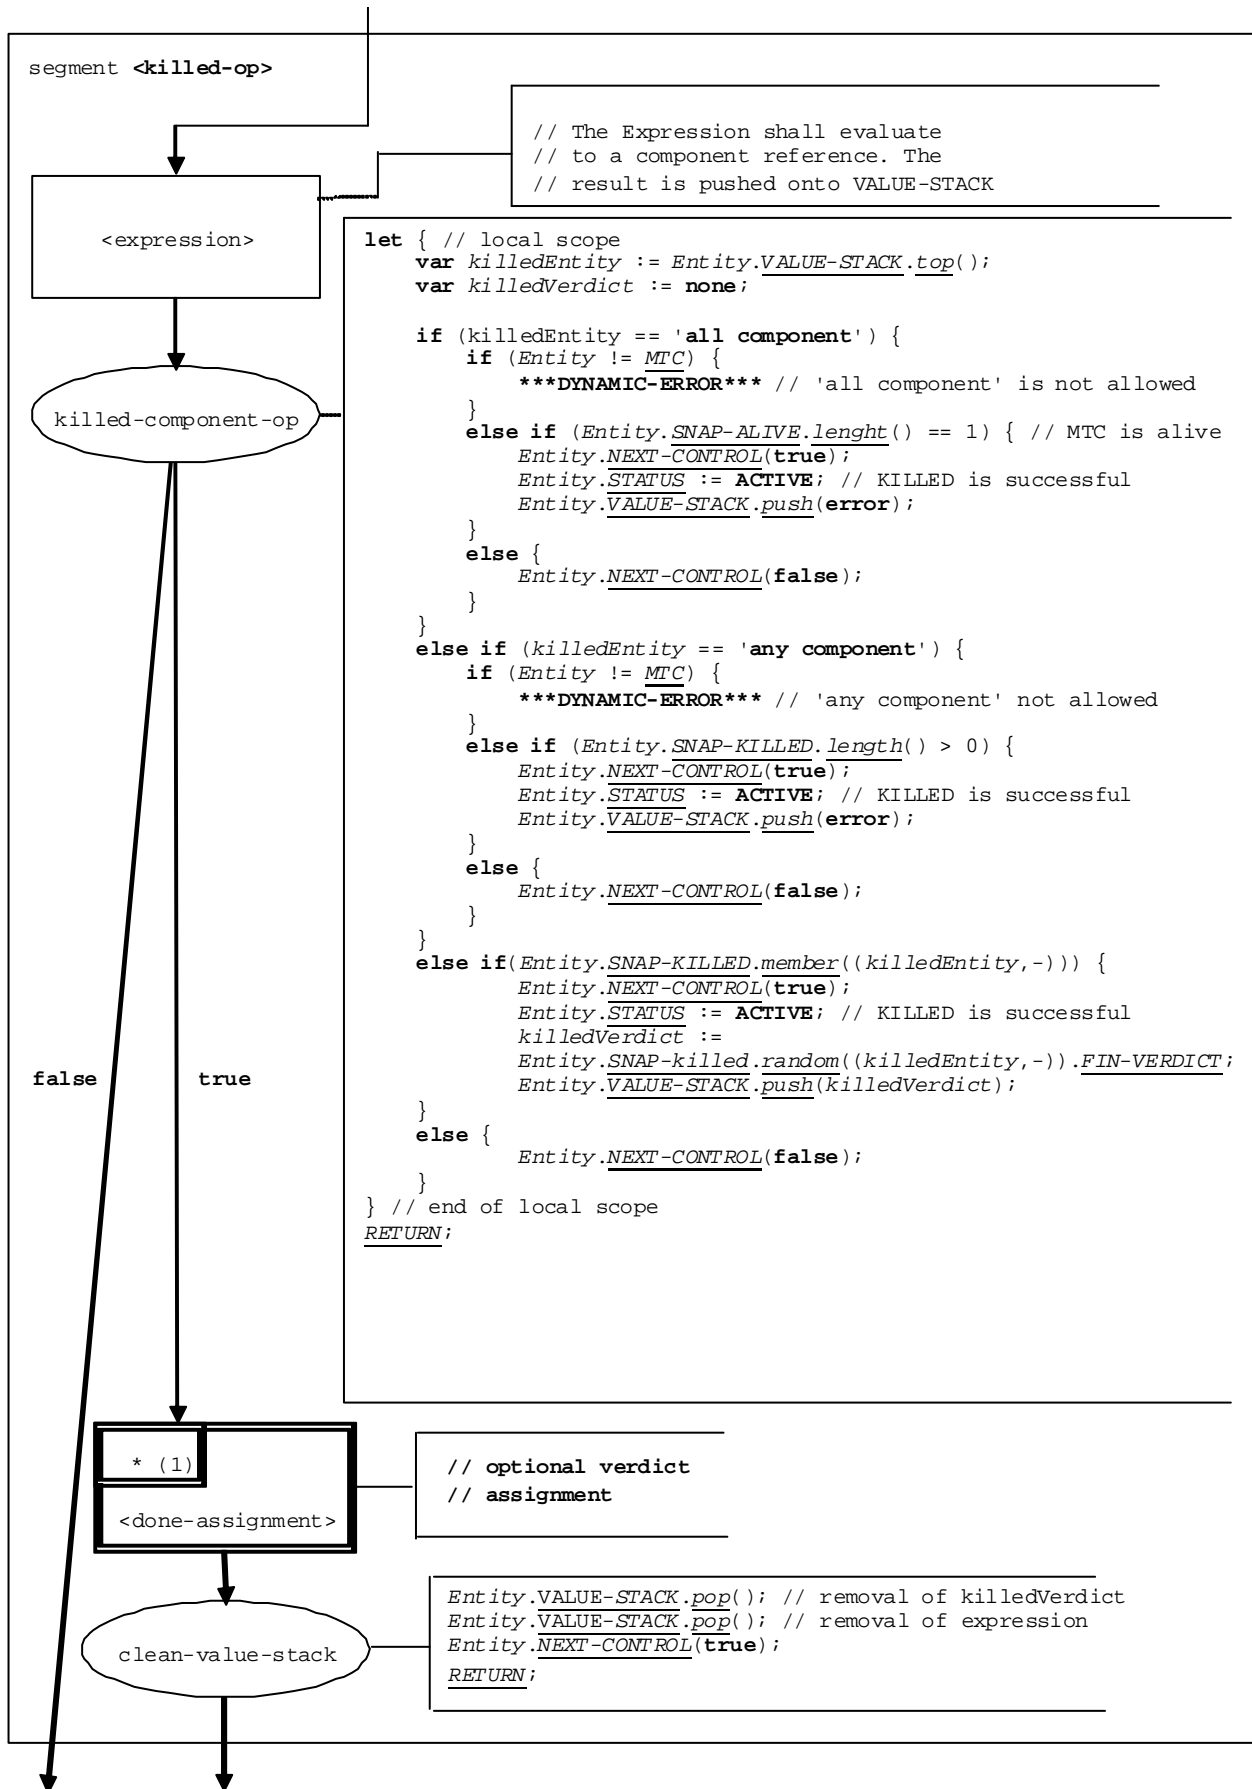 segment <killed-op>
// The Expression shall evaluate
// to a component reference. The
// result is pushed onto VALUE-STACK
<expression>
let { // local scope
var killedEntity := Entity.VALUE-STACK.top();
var killedVerdict := none;
if (killedEntity == 'all component') {
if (Entity != MTC) {
***DYNAMIC-ERROR*** // 'all component' is not allowed
}
else if (Entity.SNAP-ALIVE.lenght() == 1) { // MTC is alive
Entity.NEXT-CONTROL(true);
Entity.STATUS := ACTIVE; // KILLED is successful
Entity.VALUE-STACK.push(error);
}
else {
Entity.NEXT-CONTROL(false);
}
}
else if (killedEntity == 'any component') {
if (Entity != MTC) {
***DYNAMIC-ERROR*** // 'any component' not allowed
}
else if (Entity.SNAP-KILLED.length() > 0) {
Entity.NEXT-CONTROL(true);
Entity.STATUS := ACTIVE; // KILLED is successful
Entity.VALUE-STACK.push(error);
}
else {
Entity.NEXT-CONTROL(false);
}
}
else if(Entity.SNAP-KILLED.member((killedEntity,-))) {
Entity.NEXT-CONTROL(true);
Entity.STATUS := ACTIVE; // KILLED is successful
killedVerdict :=
Entity.SNAP-killed.random((killedEntity,-)).FIN-VERDICT;
Entity.VALUE-STACK.push(killedVerdict);
}
else {
Entity.NEXT-CONTROL(false);
}
} // end of local scope
RETURN;
killed-component-op
false
true
* (1)
<done-assignment>
// optional verdict
// assignment
clean-value-stack
Entity.VALUE-STACK.pop(); // removal of killedVerdict
Entity.VALUE-STACK.pop(); // removal of expression
Entity.NEXT-CONTROL(true);
RETURN;